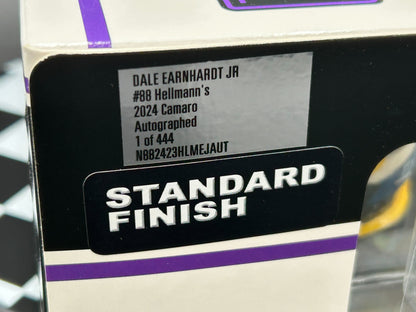 DALE EARNHARDT JR
#88 Hellmann's
2024 Camaro
Autographed
1 of 444
N882423HLMEJAUT
STANDARD
FINISH